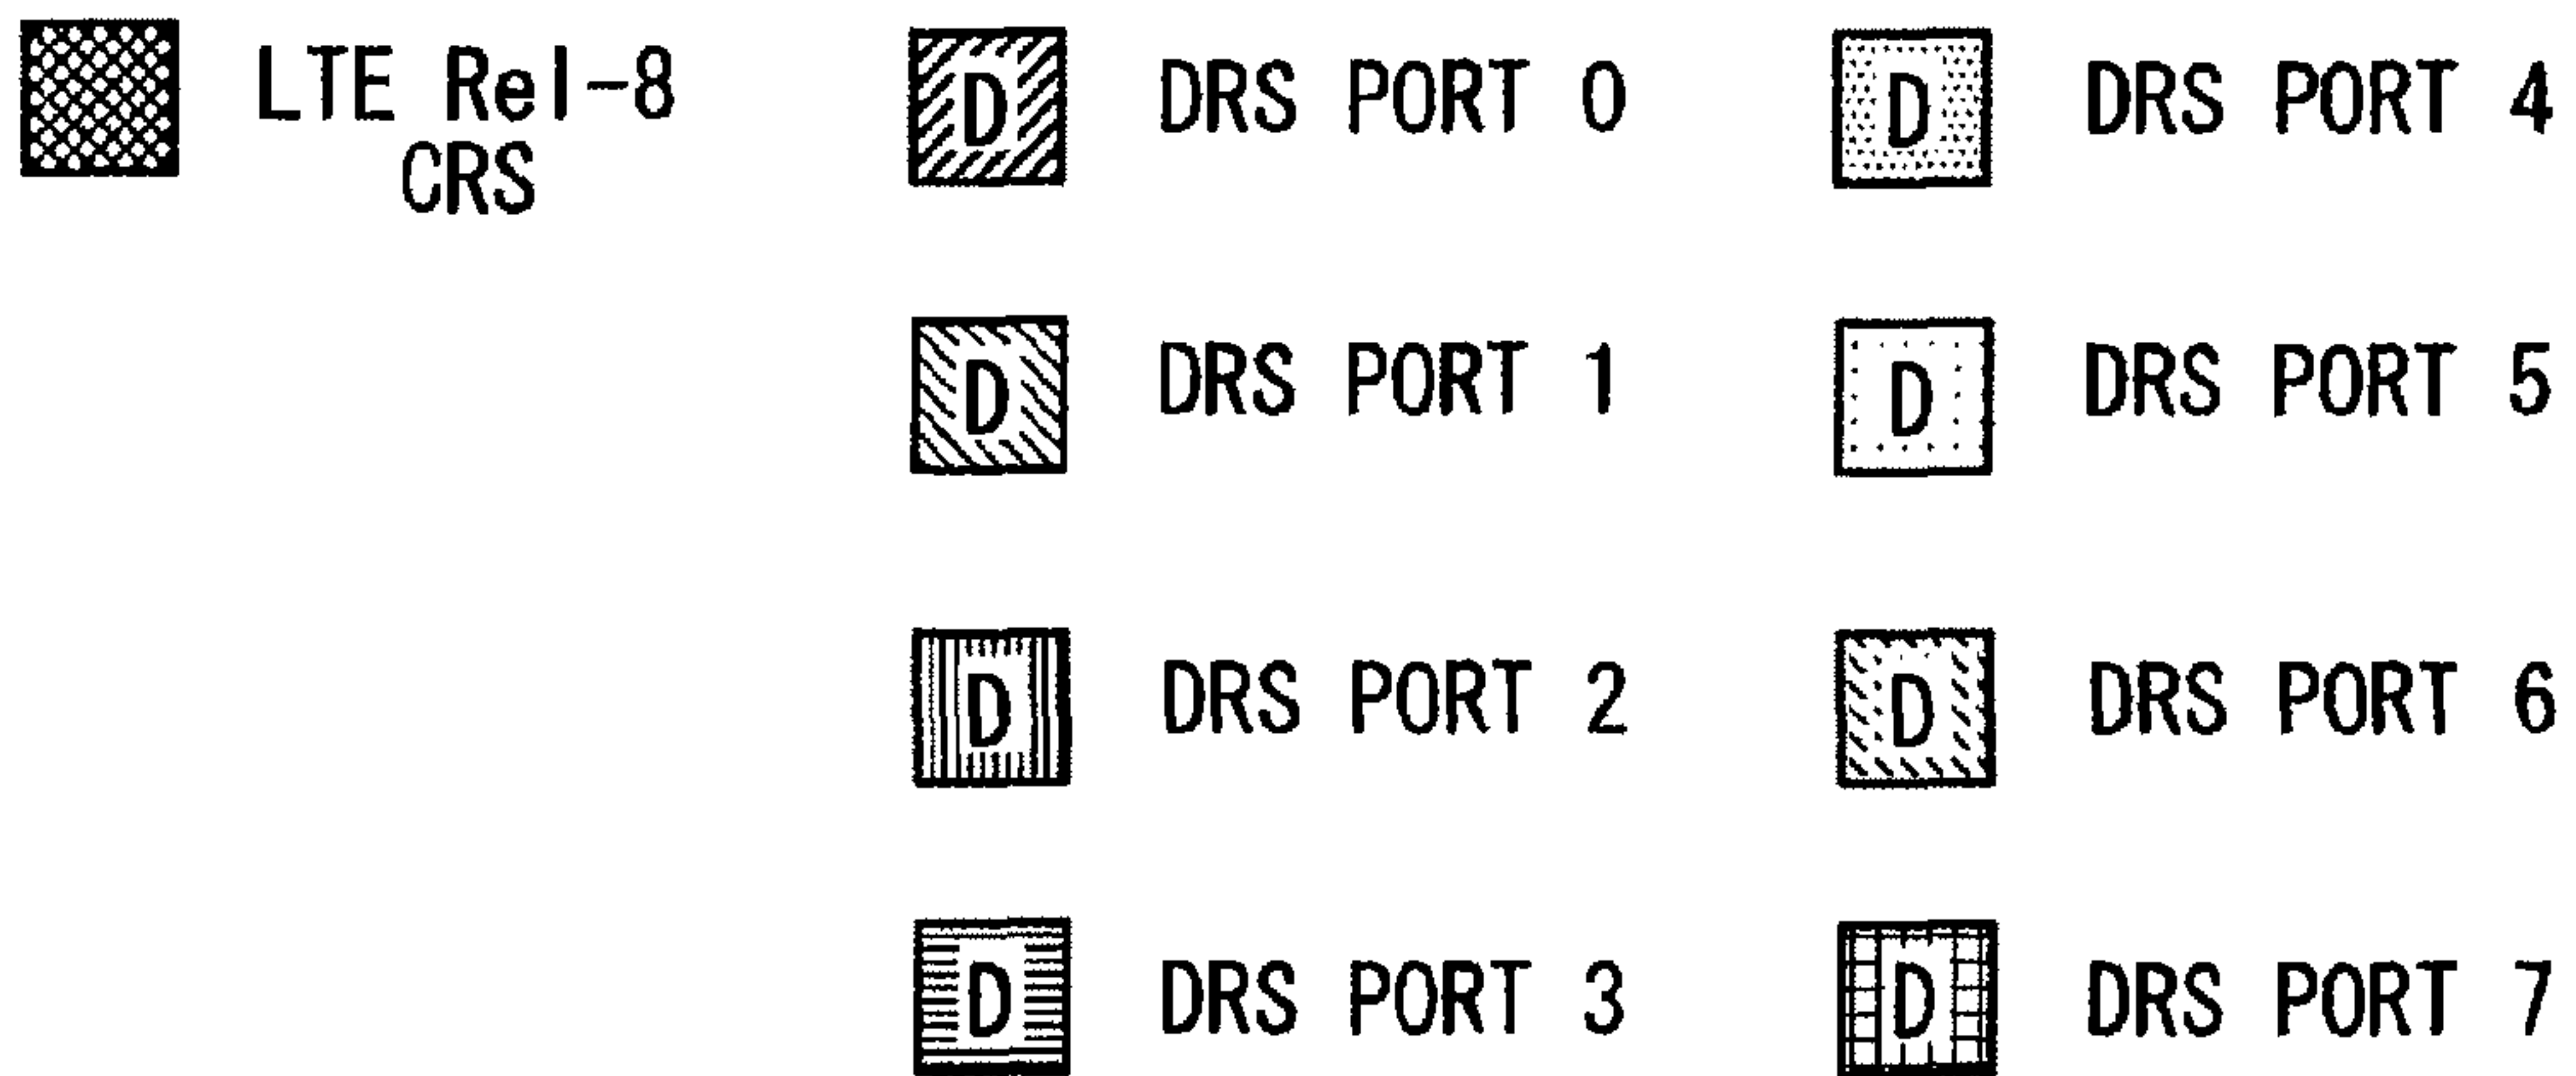 LTE Rel-8
CRS
D DRS PORT 0
D DRS PORT 1
D DRS PORT 2
D DRS PORT 3
D DRS PORT 4
D DRS PORT 5
D DRS PORT 6
D DRS PORT 7